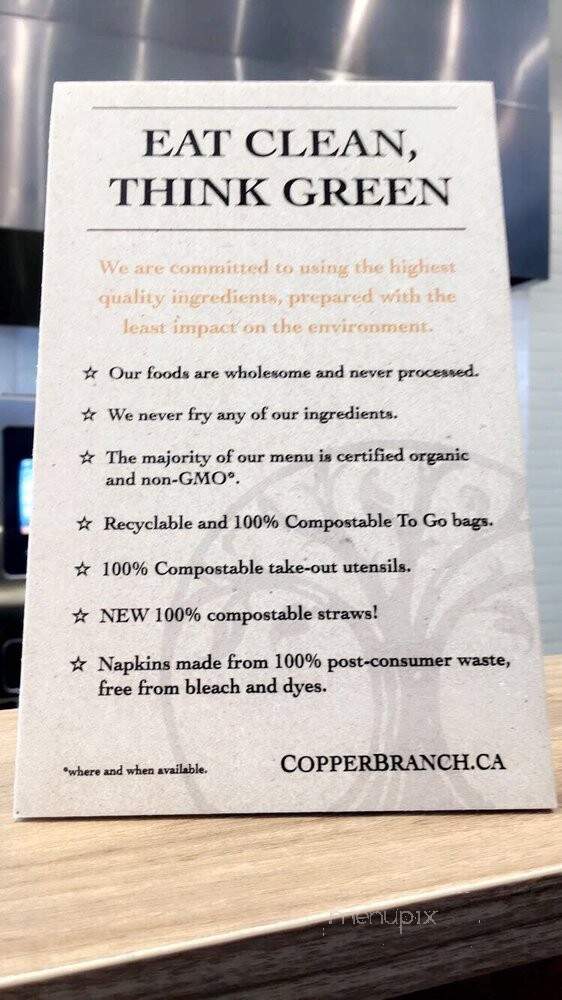 EAT CLEAN,
THINK GREEN
We are committed to using the highest
quality ingredients, prepared with the
least impact on the environment.
☆ Our foods are wholesome and never processed.
☆ We never fry any of our ingredients.
☆ The majority of our menu is certified organic
and non-GMO*.
☆ Recyclable and 100% Compostable To Go bags.
☆ 100% Compostable take-out utensils.
☆ NEW 100% compostable straws!
☆ Napkins made from 100% post-consumer waste,
free from bleach and dyes.
*where and when available.
COPPERBRANCH.CA
menupix